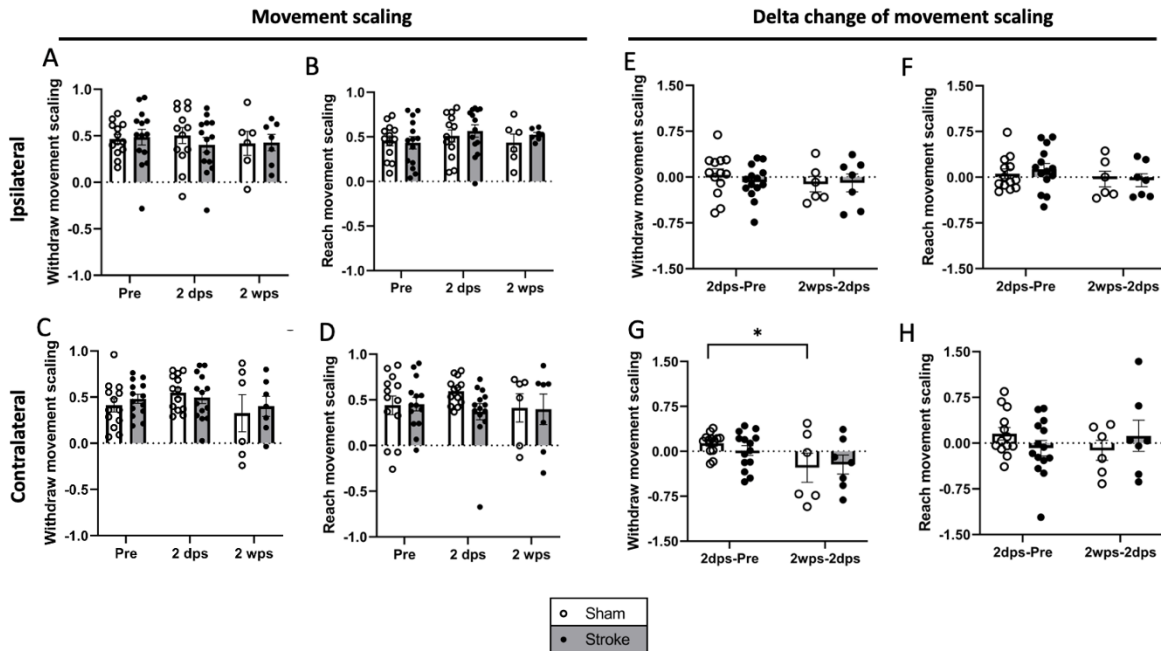 Movement scaling
Delta change of movement scaling
Ipsilateral
Contralateral
A
Withdraw movement scaling
1.0
0.5
0.0
-0.5
-1.0
Pre
2 dps
2 wps
B
Reach movement scaling
1.0
0.5
0.0
-0.5
-1.0
Pre
2 dps
2 wps
E
Withdraw movement scaling
1.50
0.75
0.00
-0.75
-1.50
2dps-Pre
2wps-2dps
F
Reach movement scaling
1.50
0.75
0.00
-0.75
-1.50
2dps-Pre
2wps-2dps
C
Withdraw movement scaling
1.0
0.5
0.0
-0.5
-1.0
Pre
2 dps
2 wps
D
Reach movement scaling
1.0
0.5
0.0
0.5
-1.0
Pre
2 dps
2 wps
G
Withdraw movement scaling
1.50
0.75
0.00
-0.75
-1.50
*
2dps-Pre
2wps-2dps
H
Reach movement scaling
1.50
0.75
0.00
-0.75
-1.50
2dps-Pre
2wps-2dps
Sham
Stroke